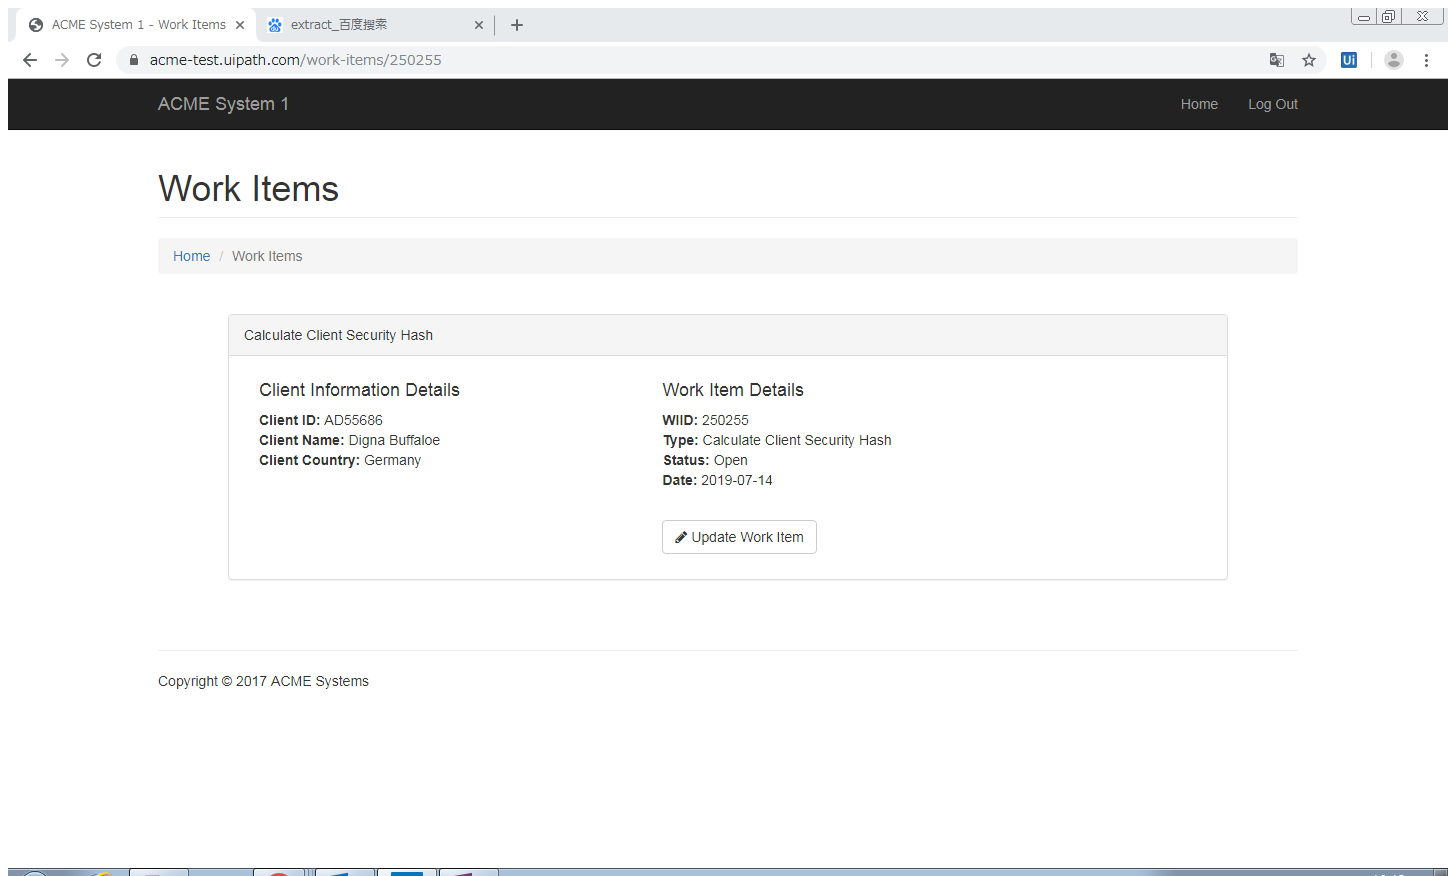 ACME System 1 - Work Items
extract_百度搜索
acme-test.uipath.com/work-items/250255
Ui
ACME System 1
Home
Log Out
Work Items
Home / Work Items
Calculate Client Security Hash
Client Information Details
Client ID: AD55686
Client Name: Digna Buffaloe
Client Country: Germany
Work Item Details
WIID: 250255
Type: Calculate Client Security Hash
Status: Open
Date: 2019-07-14
Update Work Item
Copyright © 2017 ACME Systems